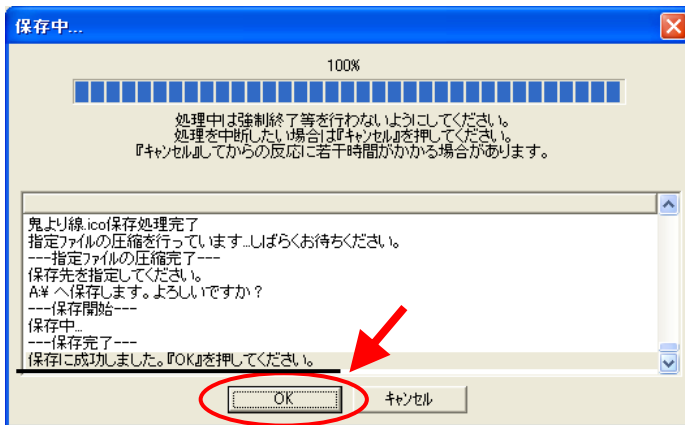 保存中...
100%
処理中は強制終了等を行わないようにしてください。
処理を中断したい場合は『ｷｬﾝｾﾙ』を押してください。
『ｷｬﾝｾﾙ』してからの反応に若干時間がかかる場合があります。
鬼より線.ico保存処理完了
指定ﾌｧｲﾙの圧縮を行っています...しばらくお待ちください。
---指定ﾌｧｲﾙの圧縮完了---
保存先を指定してください。
A:¥ へ保存します。よろしいですか？
---保存開始---
保存中...
---保存完了---
保存に成功しました。『OK』を押してください。
OK
ｷｬﾝｾﾙ